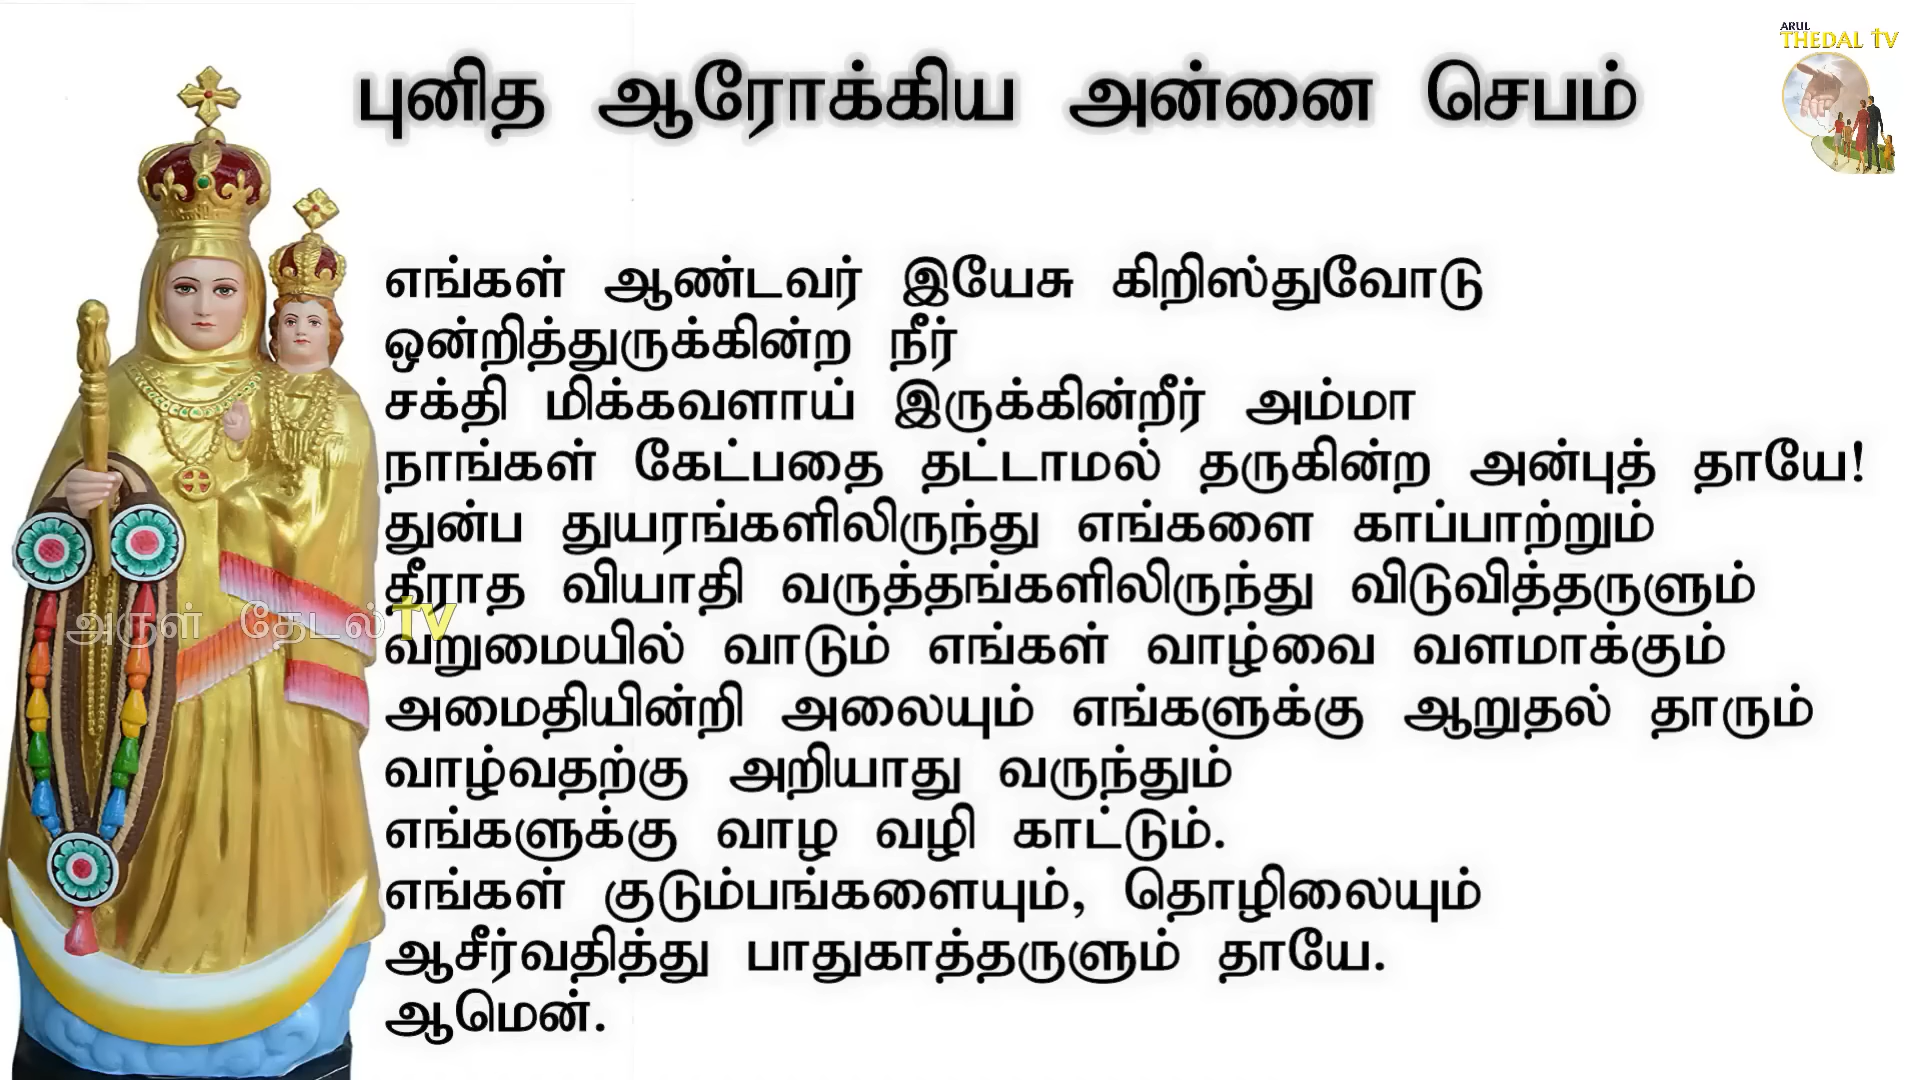 ARUL
THEDAL TV
புனித ஆரோக்கிய அன்னை செபம்
எங்கள் ஆண்டவர் இயேசு கிறிஸ்துவோடு
ஒன்றித்துருக்கின்ற நீர்
சக்தி மிக்கவளாய் இருக்கின்றீர் அம்மா
நாங்கள் கேட்பதை தட்டாமல் தருகின்ற அன்புத் தாயே!
துன்ப துயரங்களிலிருந்து எங்களை காப்பாற்றும்
தீராத வியாதி வருத்தங்களிலிருந்து விடுவித்தருளும்
அருள் தேடல் TV
வறுமையில் வாடும் எங்கள் வாழ்வை வளமாக்கும்
அமைதியின்றி அலையும் எங்களுக்கு ஆறுதல் தாரும்
வாழ்வதற்கு அறியாது வருந்தும்
எங்களுக்கு வாழ வழி காட்டும்.
எங்கள் குடும்பங்களையும், தொழிலையும்
ஆசீர்வதித்து பாதுகாத்தருளும் தாயே.
ஆமென்.